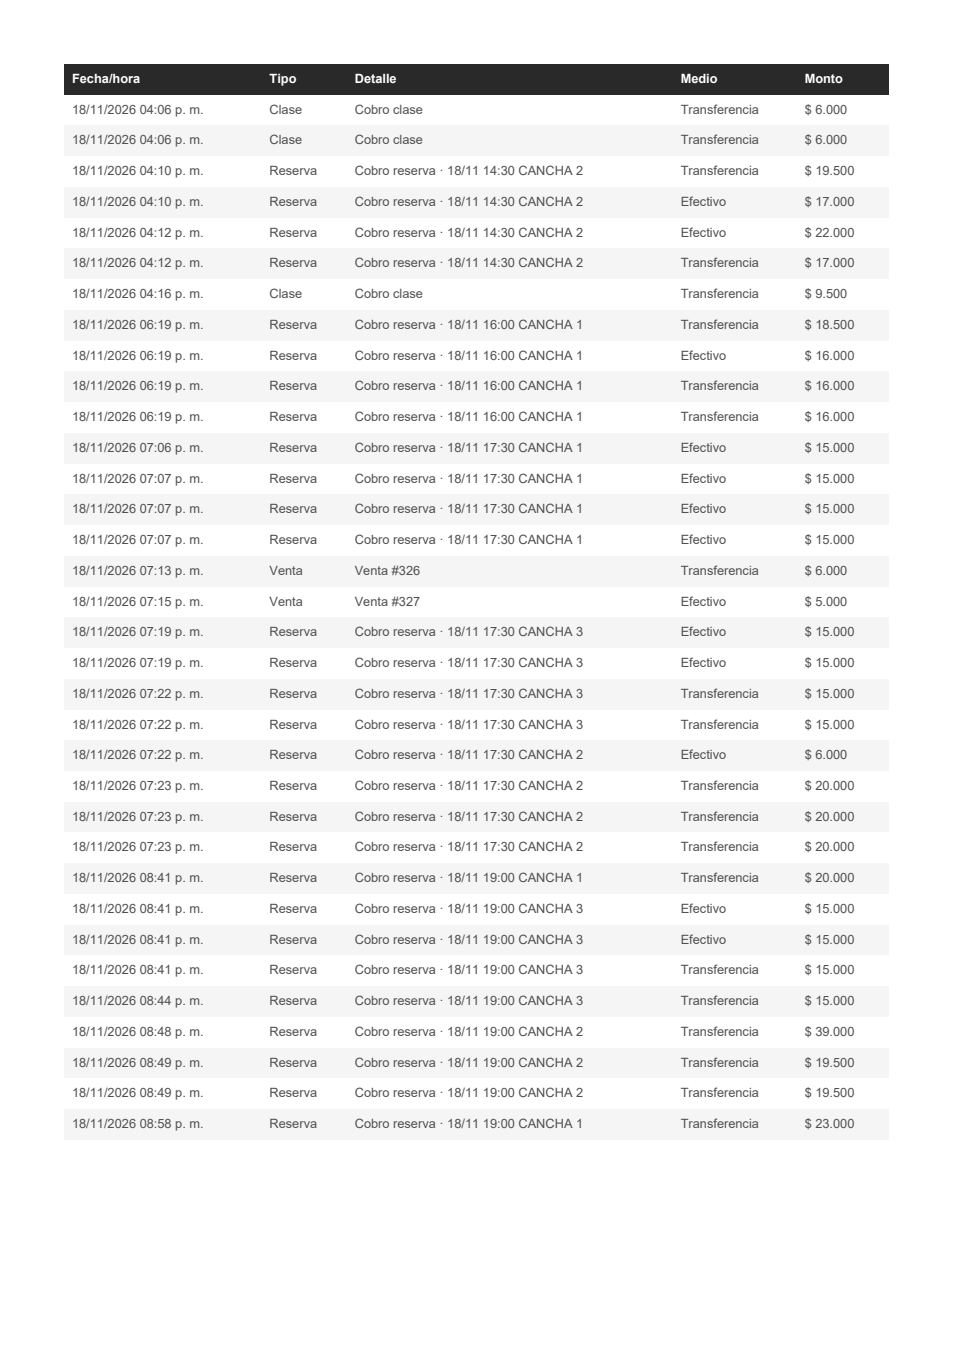 Fecha/hora Tipo Detalle Medio Monto
18/11/2026 04:06 p. m. Clase Cobro clase Transferencia $ 6.000
18/11/2026 04:06 p. m. Clase Cobro clase Transferencia $ 6.000
18/11/2026 04:10 p. m. Reserva Cobro reserva · 18/11 14:30 CANCHA 2 Transferencia $ 19.500
18/11/2026 04:10 p. m. Reserva Cobro reserva · 18/11 14:30 CANCHA 2 Efectivo $ 17.000
18/11/2026 04:12 p. m. Reserva Cobro reserva · 18/11 14:30 CANCHA 2 Efectivo $ 22.000
18/11/2026 04:12 p. m. Reserva Cobro reserva · 18/11 14:30 CANCHA 2 Transferencia $ 17.000
18/11/2026 04:16 p. m. Clase Cobro clase Transferencia $ 9.500
18/11/2026 06:19 p. m. Reserva Cobro reserva · 18/11 16:00 CANCHA 1 Transferencia $ 18.500
18/11/2026 06:19 p. m. Reserva Cobro reserva · 18/11 16:00 CANCHA 1 Efectivo $ 16.000
18/11/2026 06:19 p. m. Reserva Cobro reserva · 18/11 16:00 CANCHA 1 Transferencia $ 16.000
18/11/2026 06:19 p. m. Reserva Cobro reserva · 18/11 16:00 CANCHA 1 Transferencia $ 16.000
18/11/2026 07:06 p. m. Reserva Cobro reserva · 18/11 17:30 CANCHA 1 Efectivo $ 15.000
18/11/2026 07:07 p. m. Reserva Cobro reserva · 18/11 17:30 CANCHA 1 Efectivo $ 15.000
18/11/2026 07:07 p. m. Reserva Cobro reserva · 18/11 17:30 CANCHA 1 Efectivo $ 15.000
18/11/2026 07:07 p. m. Reserva Cobro reserva · 18/11 17:30 CANCHA 1 Efectivo $ 15.000
18/11/2026 07:13 p. m. Venta Venta #326 Transferencia $ 6.000
18/11/2026 07:15 p. m. Venta Venta #327 Efectivo $ 5.000
18/11/2026 07:19 p. m. Reserva Cobro reserva · 18/11 17:30 CANCHA 3 Efectivo $ 15.000
18/11/2026 07:19 p. m. Reserva Cobro reserva · 18/11 17:30 CANCHA 3 Efectivo $ 15.000
18/11/2026 07:22 p. m. Reserva Cobro reserva · 18/11 17:30 CANCHA 3 Transferencia $ 15.000
18/11/2026 07:22 p. m. Reserva Cobro reserva · 18/11 17:30 CANCHA 3 Transferencia $ 15.000
18/11/2026 07:22 p. m. Reserva Cobro reserva · 18/11 17:30 CANCHA 2 Efectivo $ 6.000
18/11/2026 07:23 p. m. Reserva Cobro reserva · 18/11 17:30 CANCHA 2 Transferencia $ 20.000
18/11/2026 07:23 p. m. Reserva Cobro reserva · 18/11 17:30 CANCHA 2 Transferencia $ 20.000
18/11/2026 07:23 p. m. Reserva Cobro reserva · 18/11 17:30 CANCHA 2 Transferencia $ 20.000
18/11/2026 08:41 p. m. Reserva Cobro reserva · 18/11 19:00 CANCHA 1 Transferencia $ 20.000
18/11/2026 08:41 p. m. Reserva Cobro reserva · 18/11 19:00 CANCHA 3 Efectivo $ 15.000
18/11/2026 08:41 p. m. Reserva Cobro reserva · 18/11 19:00 CANCHA 3 Efectivo $ 15.000
18/11/2026 08:41 p. m. Reserva Cobro reserva · 18/11 19:00 CANCHA 3 Transferencia $ 15.000
18/11/2026 08:44 p. m. Reserva Cobro reserva · 18/11 19:00 CANCHA 3 Transferencia $ 15.000
18/11/2026 08:48 p. m. Reserva Cobro reserva · 18/11 19:00 CANCHA 2 Transferencia $ 39.000
18/11/2026 08:49 p. m. Reserva Cobro reserva · 18/11 19:00 CANCHA 2 Transferencia $ 19.500
18/11/2026 08:49 p. m. Reserva Cobro reserva · 18/11 19:00 CANCHA 2 Transferencia $ 19.500
18/11/2026 08:58 p. m. Reserva Cobro reserva · 18/11 19:00 CANCHA 1 Transferencia $ 23.000